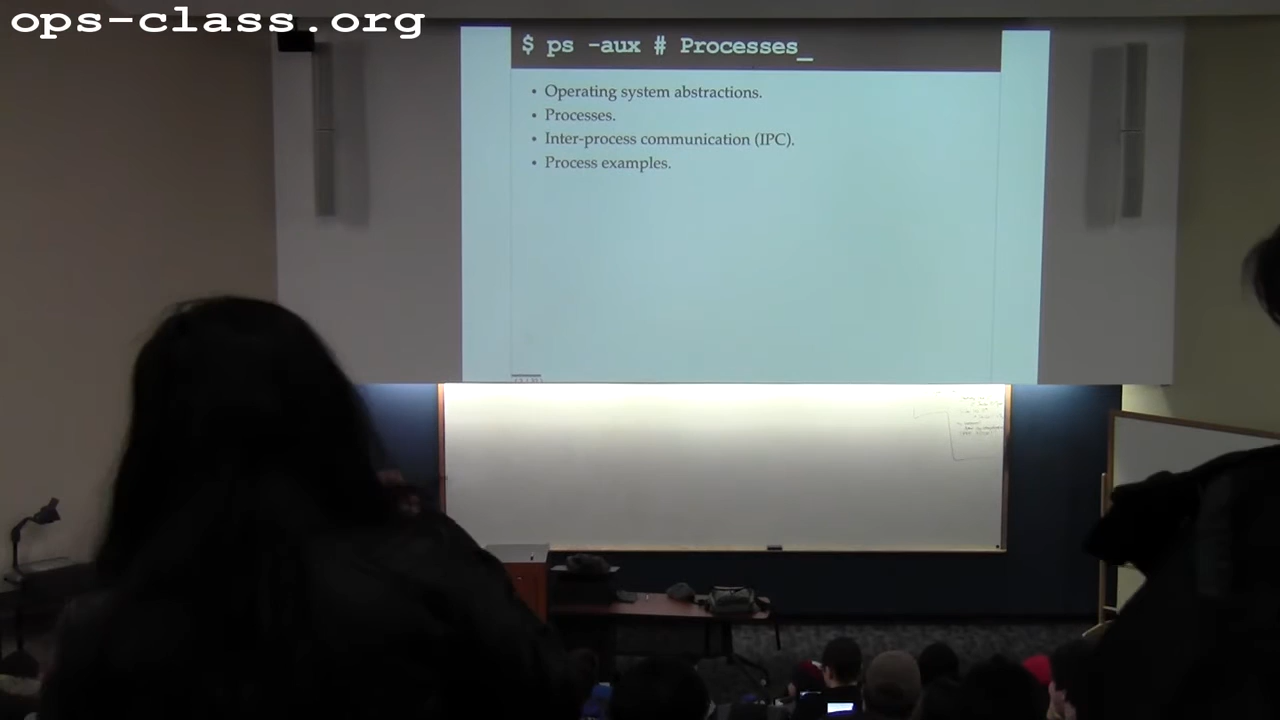 ops-class.org
$ ps -aux # Processes_
• Operating system abstractions.
• Processes.
• Inter-process communication (IPC).
• Process examples.